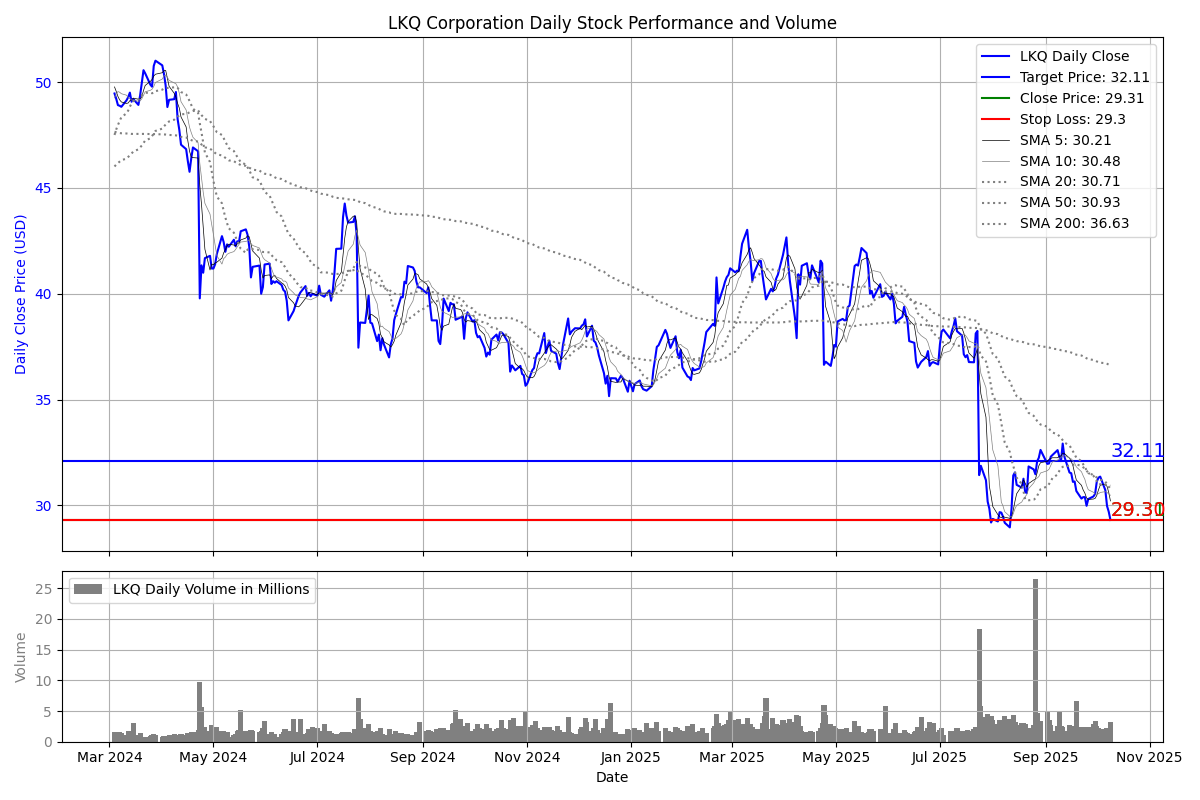 LKQ Corporation Daily Stock Performance and Volume
Daily Close Price (USD)
50
45
40
35
30
LKQ Daily Close
Target Price: 32.11
Close Price: 29.31
Stop Loss: 29.3
SMA 5: 30.21
SMA 10: 30.48
SMA 20: 30.71
SMA 50: 30.93
SMA 200: 36.63
32.11
Volume
25
20
15
10
5
0
LKQ Daily Volume in Millions
Mar 2024
May 2024
Jul 2024
Sep 2024
Nov 2024
Jan 2025
Mar 2025
May 2025
Jul 2025
Sep 2025
Nov 2025
Date